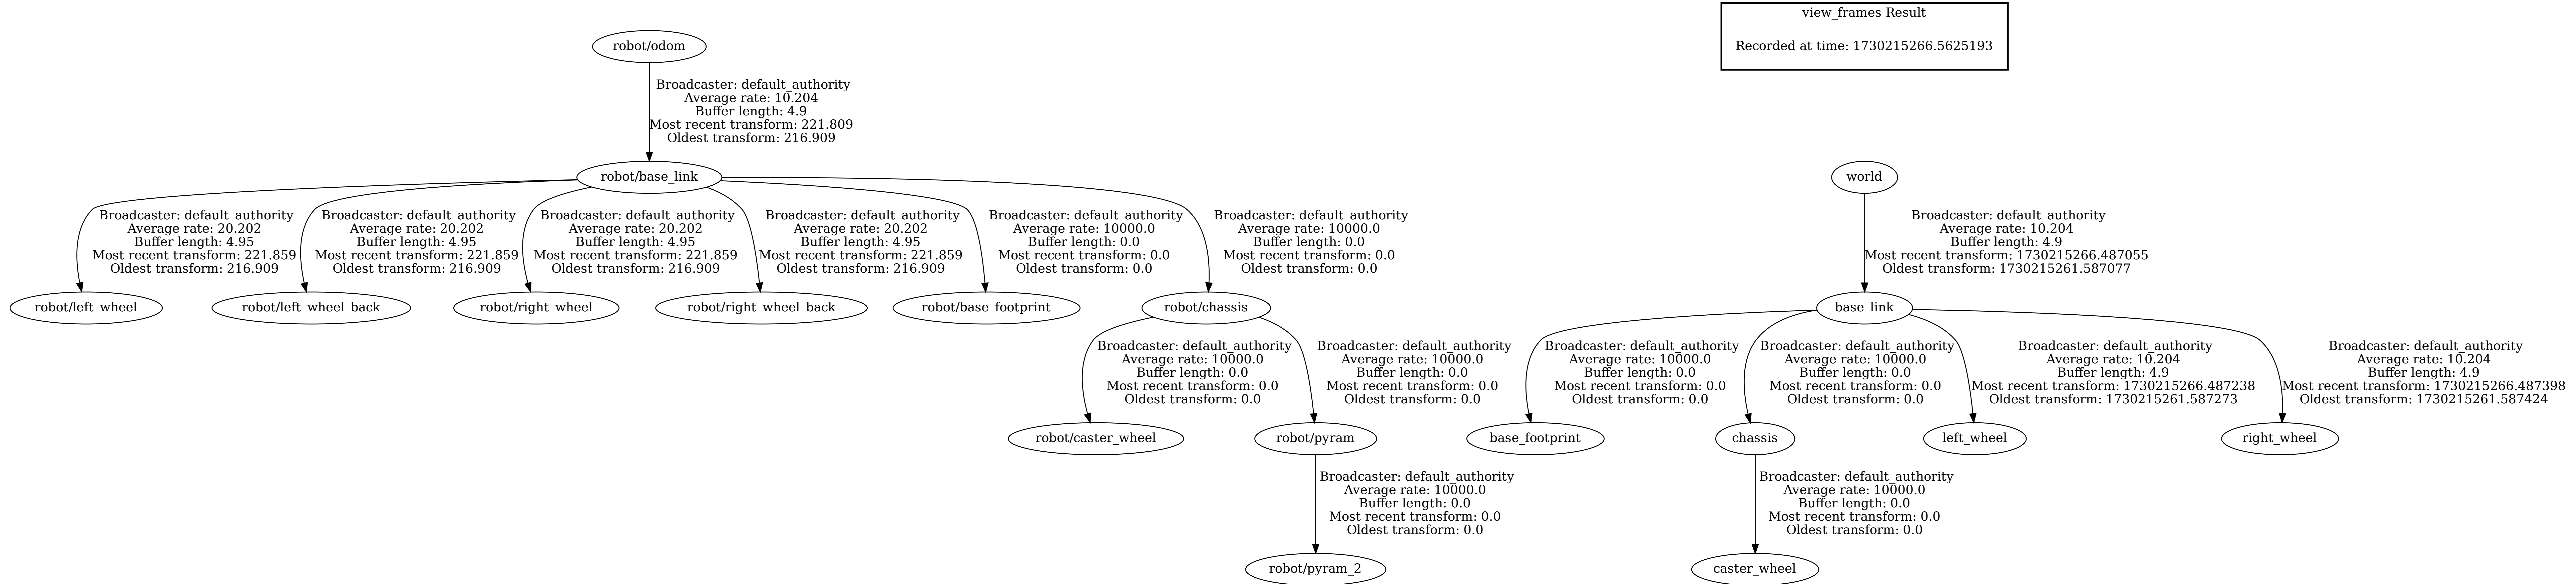 view_frames Result
Recorded at time: 1730215266.5625193
robot/odom
Broadcaster: default_authority
Average rate: 10.204
Buffer length: 4.9
Most recent transform: 221.809
Oldest transform: 216.909
robot/base_link
world
Broadcaster: default_authority
Average rate: 20.202
Buffer length: 4.95
Most recent transform: 221.859
Oldest transform: 216.909
Broadcaster: default_authority
Average rate: 20.202
Buffer length: 4.95
Most recent transform: 221.859
Oldest transform: 216.909
Broadcaster: default_authority
Average rate: 20.202
Buffer length: 4.95
Most recent transform: 221.859
Oldest transform: 216.909
Broadcaster: default_authority
Average rate: 20.202
Buffer length: 4.95
Most recent transform: 221.859
Oldest transform: 216.909
Broadcaster: default_authority
Average rate: 10000.0
Buffer length: 0.0
Most recent transform: 0.0
Oldest transform: 0.0
Broadcaster: default_authority
Average rate: 10000.0
Buffer length: 0.0
Most recent transform: 0.0
Oldest transform: 0.0
Broadcaster: default_authority
Average rate: 10.204
Buffer length: 4.9
Most recent transform: 1730215266.487055
Oldest transform: 1730215261.587077
robot/left_wheel
robot/left_wheel_back
robot/right_wheel
robot/right_wheel_back
robot/base_footprint
robot/chassis
base_link
Broadcaster: default_authority
Average rate: 10000.0
Buffer length: 0.0
Most recent transform: 0.0
Oldest transform: 0.0
Broadcaster: default_authority
Average rate: 10000.0
Buffer length: 0.0
Most recent transform: 0.0
Oldest transform: 0.0
Broadcaster: default_authority
Average rate: 10000.0
Buffer length: 0.0
Most recent transform: 0.0
Oldest transform: 0.0
Broadcaster: default_authority
Average rate: 10000.0
Buffer length: 0.0
Most recent transform: 0.0
Oldest transform: 0.0
Broadcaster: default_authority
Average rate: 10.204
Buffer length: 4.9
Most recent transform: 1730215266.487238
Oldest transform: 1730215261.587273
Broadcaster: default_authority
Average rate: 10.204
Buffer length: 4.9
Most recent transform: 1730215266.487398
Oldest transform: 1730215261.587424
robot/caster_wheel
robot/pyram
base_footprint
chassis
left_wheel
right_wheel
Broadcaster: default_authority
Average rate: 10000.0
Buffer length: 0.0
Most recent transform: 0.0
Oldest transform: 0.0
Broadcaster: default_authority
Average rate: 10000.0
Buffer length: 0.0
Most recent transform: 0.0
Oldest transform: 0.0
robot/pyram_2
caster_wheel